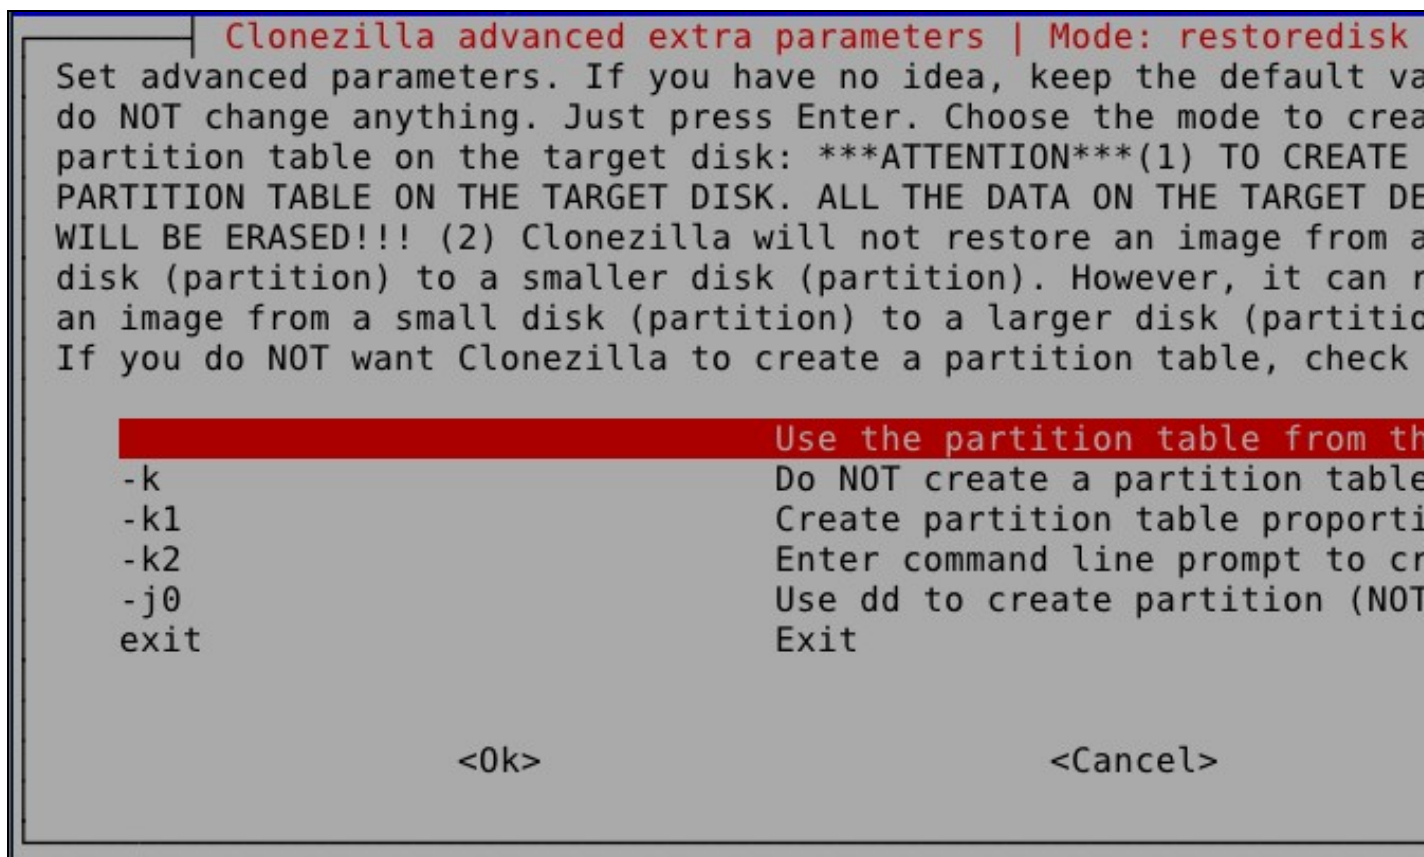 Clonezilla advanced extra parameters | Mode: restoredisk
Set advanced parameters. If you have no idea, keep the default va
do NOT change anything. Just press Enter. Choose the mode to crea
partition table on the target disk: ***ATTENTION***(1) TO CREATE
PARTITION TABLE ON THE TARGET DISK. ALL THE DATA ON THE TARGET DE
WILL BE ERASED!!! (2) Clonezilla will not restore an image from a
disk (partition) to a smaller disk (partition). However, it can r
an image from a small disk (partition) to a larger disk (partitio
If you do NOT want Clonezilla to create a partition table, check
Use the partition table from th
-k Do NOT create a partition table
-k1 Create partition table proporti
-k2 Enter command line prompt to cr
-j0 Use dd to create partition (NOT
exit Exit
<Ok> <Cancel>